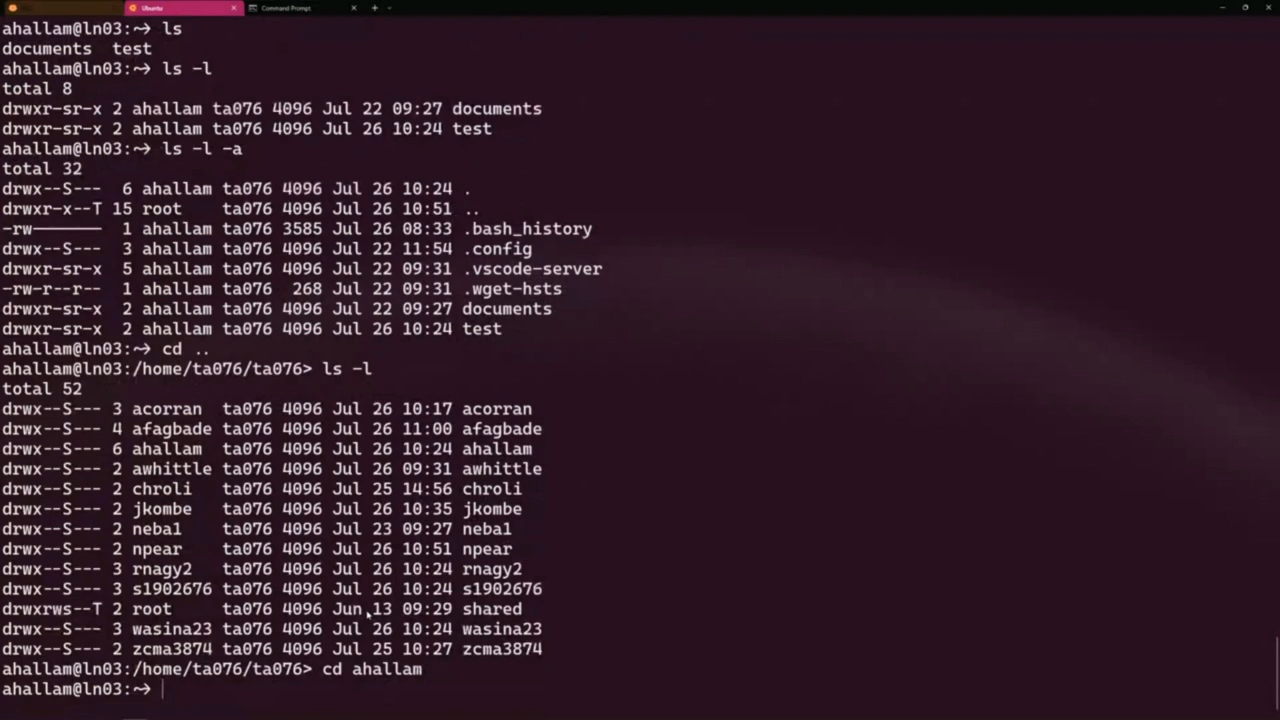 Ubuntu Command Prompt
ahallam@ln03:~> ls
documents  test
ahallam@ln03:~> ls -l
total 8
drwxr-sr-x 2 ahallam ta076 4096 Jul 22 09:27 documents
drwxr-sr-x 2 ahallam ta076 4096 Jul 26 10:24 test
ahallam@ln03:~> ls -l -a
total 32
drwx--S---  6 ahallam ta076 4096 Jul 26 10:24 .
drwxr-x--T 15 root    ta076 4096 Jul 26 10:51 ..
-rw-------  1 ahallam ta076 3585 Jul 26 08:33 .bash_history
drwx--S---  3 ahallam ta076 4096 Jul 22 11:54 .config
drwxr-sr-x  5 ahallam ta076 4096 Jul 22 09:31 .vscode-server
-rw-r--r--  1 ahallam ta076  268 Jul 22 09:31 .wget-hsts
drwxr-sr-x  2 ahallam ta076 4096 Jul 22 09:27 documents
drwxr-sr-x  2 ahallam ta076 4096 Jul 26 10:24 test
ahallam@ln03:~> cd ..
ahallam@ln03:/home/ta076/ta076> ls -l
total 52
drwx--S--- 3 acorran  ta076 4096 Jul 26 10:17 acorran
drwx--S--- 4 afagbade ta076 4096 Jul 26 11:00 afagbade
drwx--S--- 6 ahallam  ta076 4096 Jul 26 10:24 ahallam
drwx--S--- 2 awhittle ta076 4096 Jul 26 09:31 awhittle
drwx--S--- 2 chroli   ta076 4096 Jul 25 14:56 chroli
drwx--S--- 2 jkombe   ta076 4096 Jul 26 10:35 jkombe
drwx--S--- 2 neba1    ta076 4096 Jul 23 09:27 neba1
drwx--S--- 2 npear    ta076 4096 Jul 26 10:51 npear
drwx--S--- 3 rnagy2   ta076 4096 Jul 26 10:24 rnagy2
drwx--S--- 3 s1902676 ta076 4096 Jul 26 10:24 s1902676
drwxrws--T 2 root     ta076 4096 Jun 13 09:29 shared
drwx--S--- 3 wasina23 ta076 4096 Jul 26 10:24 wasina23
drwx--S--- 2 zcma3874 ta076 4096 Jul 25 10:27 zcma3874
ahallam@ln03:/home/ta076/ta076> cd ahallam
ahallam@ln03:~>